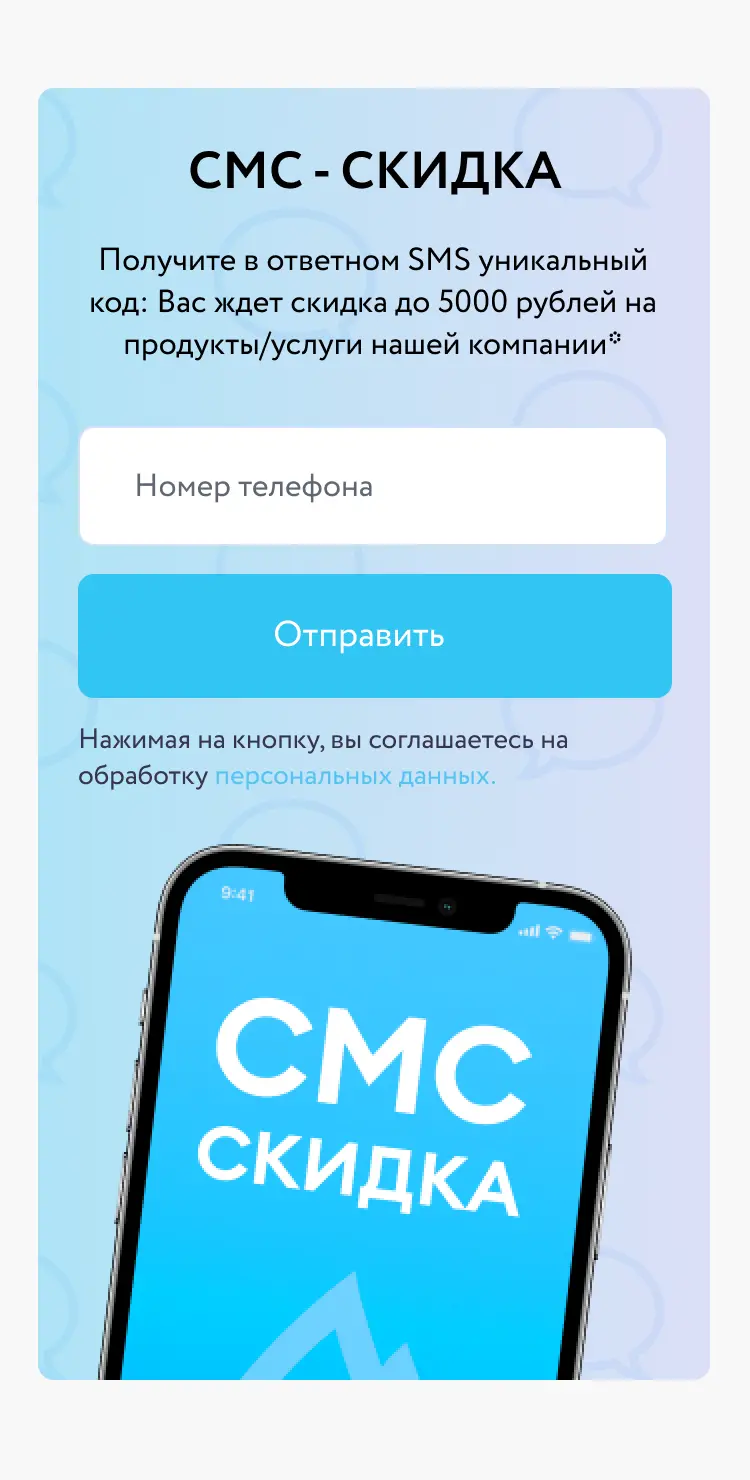 СМС - СКИДКА
Получите в ответном SMS уникальный
код: Вас ждет скидка до 5000 рублей на
продукты/услуги нашей компании*
Номер телефона
Отправить
Нажимая на кнопку, вы соглашаетесь на
обработку персональных данных.
9:41
СМС
СКИДКА